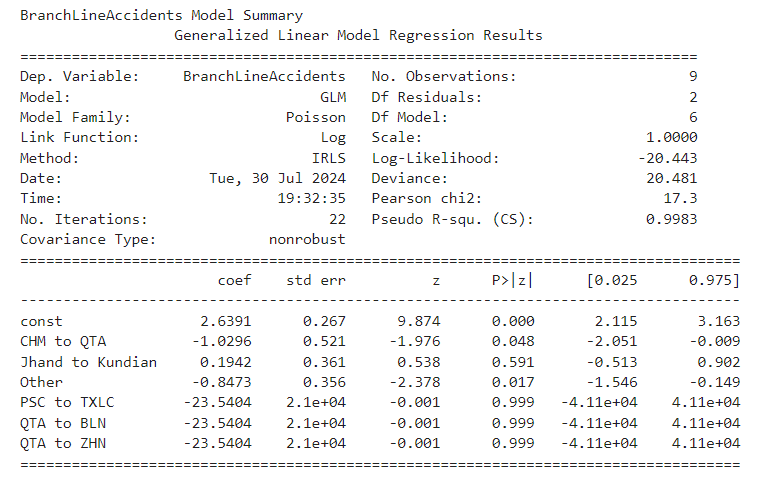 BranchLineAccidents Model Summary
Generalized Linear Model Regression Results
==============================================================================
Dep. Variable: BranchLineAccidents No. Observations: 9
Model: GLM Df Residuals: 2
Model Family: Poisson Df Model: 6
Link Function: Log Scale: 1.0000
Method: IRLS Log-Likelihood: -20.443
Date: Tue, 30 Jul 2024 Deviance: 20.481
Time: 19:32:35 Pearson chi2: 17.3
No. Iterations: 22 Pseudo R-squ. (CS): 0.9983
Covariance Type: nonrobust
====================================================================================
coef std err z P>|z| [0.025 0.975]
------------------------------------------------------------------------------------
const 2.6391 0.267 9.874 0.000 2.115 3.163
CHM to QTA -1.0296 0.521 -1.976 0.048 -2.051 -0.009
Jhand to Kundian 0.1942 0.361 0.538 0.591 -0.513 0.902
Other -0.8473 0.356 -2.378 0.017 -1.546 -0.149
PSC to TXLC -23.5404 2.1e+04 -0.001 0.999 -4.11e+04 4.11e+04
QTA to BLN -23.5404 2.1e+04 -0.001 0.999 -4.11e+04 4.11e+04
QTA to ZHN -23.5404 2.1e+04 -0.001 0.999 -4.11e+04 4.11e+04
====================================================================================